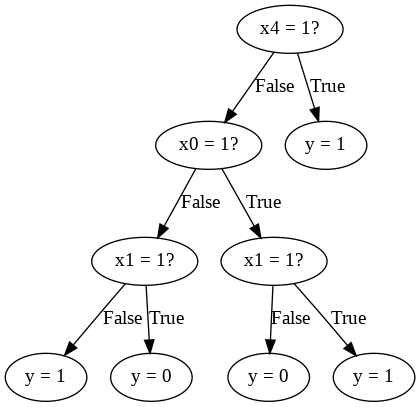 x4 = 1?
False True
x0 = 1? y = 1
False True
x1 = 1? x1 = 1?
False True False True
y = 1 y = 0 y = 0 y = 1